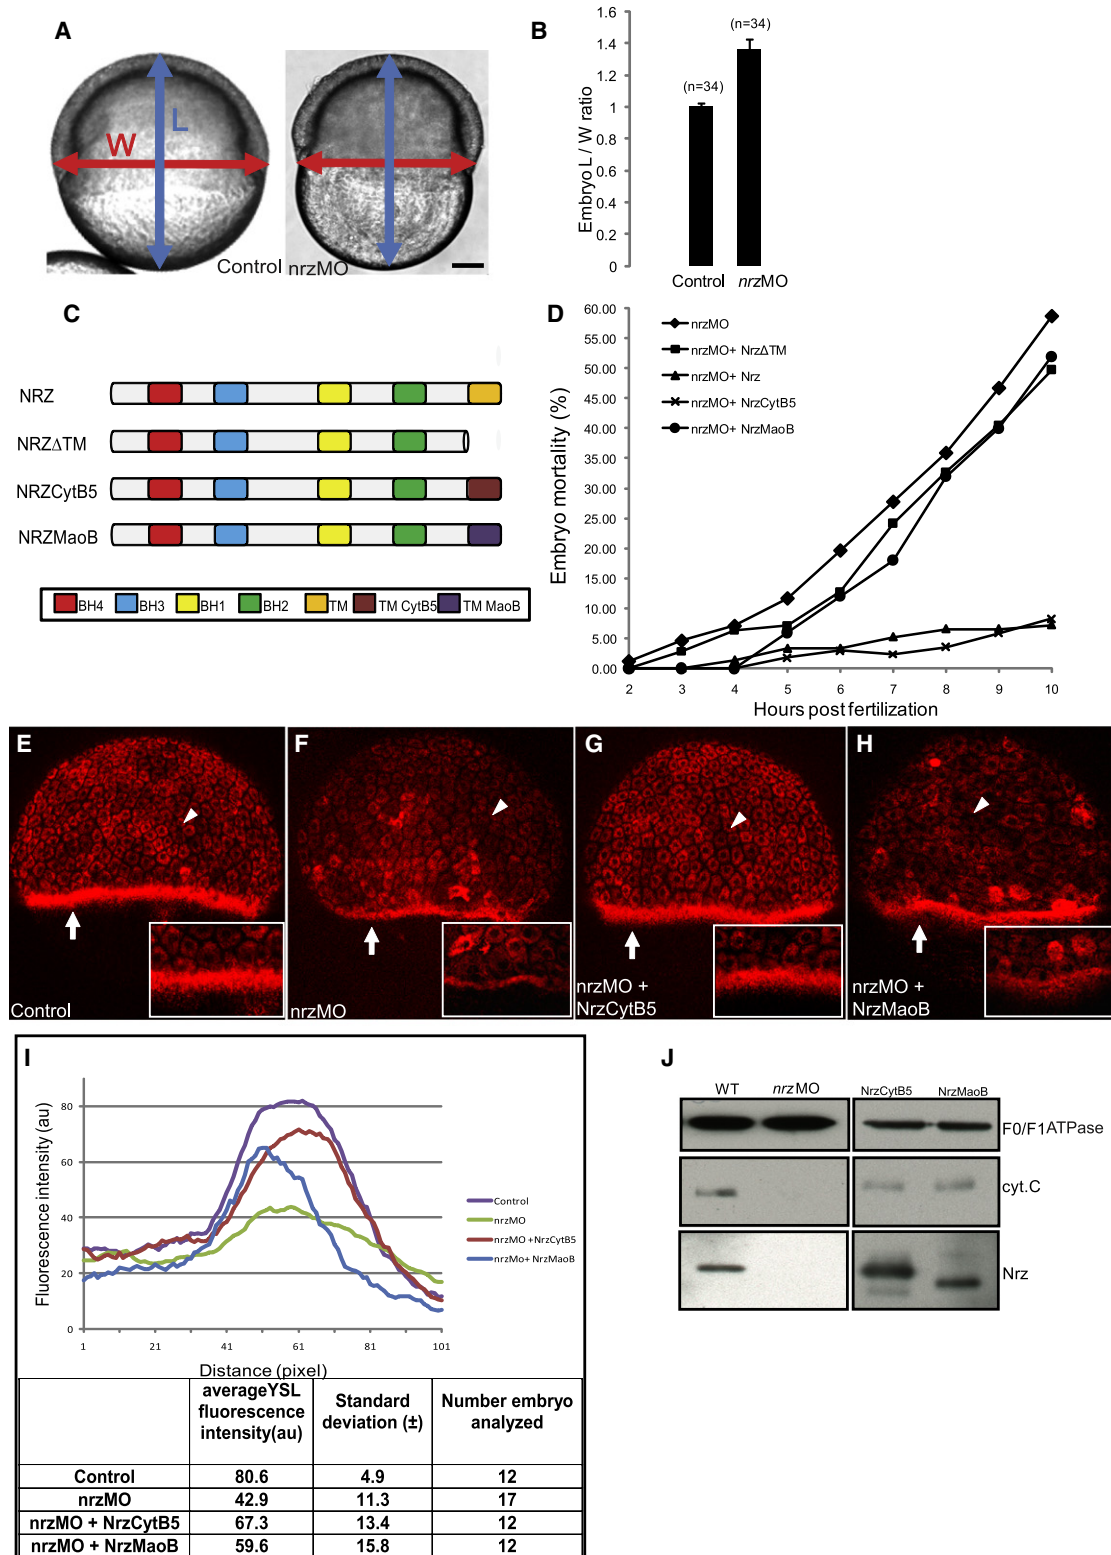 A
W
L
Control
nrzMO
B
Embryo L / W ratio
1.6
1.4
1.2
1
0.8
0.6
0.4
0.2
0
(n=34)
(n=34)
Control
nrzMO
C
NRZ
NRZΔTM
NRZCytB5
NRZMaoB
BH4 BH3 BH1 BH2 TM TM CytB5 TM MaoB
D
Embryo mortality (%)
60.00
55.00
50.00
45.00
40.00
35.00
30.00
25.00
20.00
15.00
10.00
5.00
0.00
nrzMO
nrzMO+ NrzΔTM
nrzMO+ Nrz
nrzMO+ NrzCytB5
nrzMO+ NrzMaoB
2 3 4 5 6 7 8 9 10
Hours post fertilization
E
Control
F
nrzMO
G
nrzMO +
NrzCytB5
H
nrzMO +
NrzMaoB
I
Fluorescence intensity (au)
80
60
40
20
0
1 21 41 61 81 101
Distance (pixel)
Control
nrzMO
nrzMO +NrzCytB5
nrzMo+ NrzMaoB
averageYSL fluorescence intensity(au) Standard deviation (±) Number embryo analyzed
Control 80.6 4.9 12
nrzMO 42.9 11.3 17
nrzMO + NrzCytB5 67.3 13.4 12
nrzMO + NrzMaoB 59.6 15.8 12
J
WT nrzMO NrzCytB5 NrzMaoB
F0/F1ATPase
cyt.C
Nrz